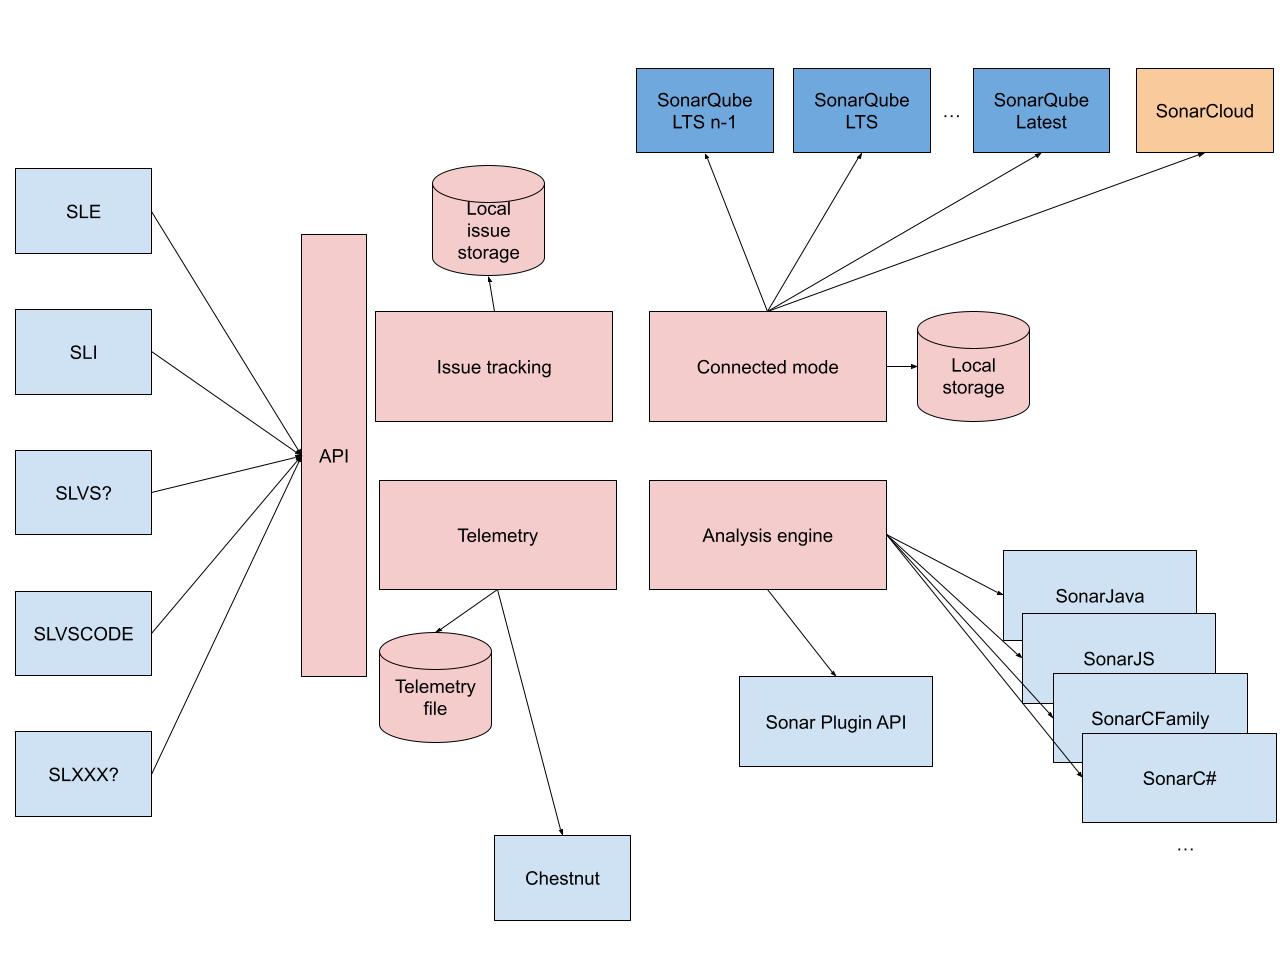 SonarQube
LTS n-1
SonarQube
LTS
...
SonarQube
Latest
SonarCloud
SLE
SLI
SLVS?
SLVSCODE
SLXXX?
API
Local
issue
storage
Issue tracking
Connected mode
Local
storage
Telemetry
Analysis engine
Telemetry
file
Chestnut
Sonar Plugin API
SonarJava
SonarJS
SonarCFamily
SonarC#
...